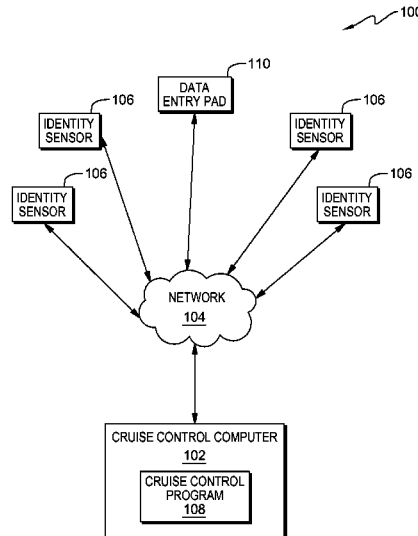 100
110
DATA
ENTRY PAD
106
IDENTITY
SENSOR
106
IDENTITY
SENSOR
106
IDENTITY
SENSOR
106
IDENTITY
SENSOR
NETWORK
104
CRUISE CONTROL COMPUTER
102
CRUISE CONTROL
PROGRAM
108